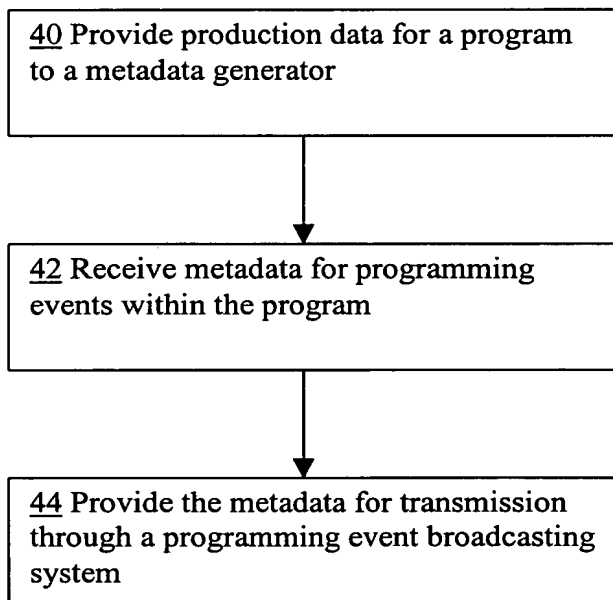 40 Provide production data for a program
to a metadata generator
42 Receive metadata for programming
events within the program
44 Provide the metadata for transmission
through a programming event broadcasting
system